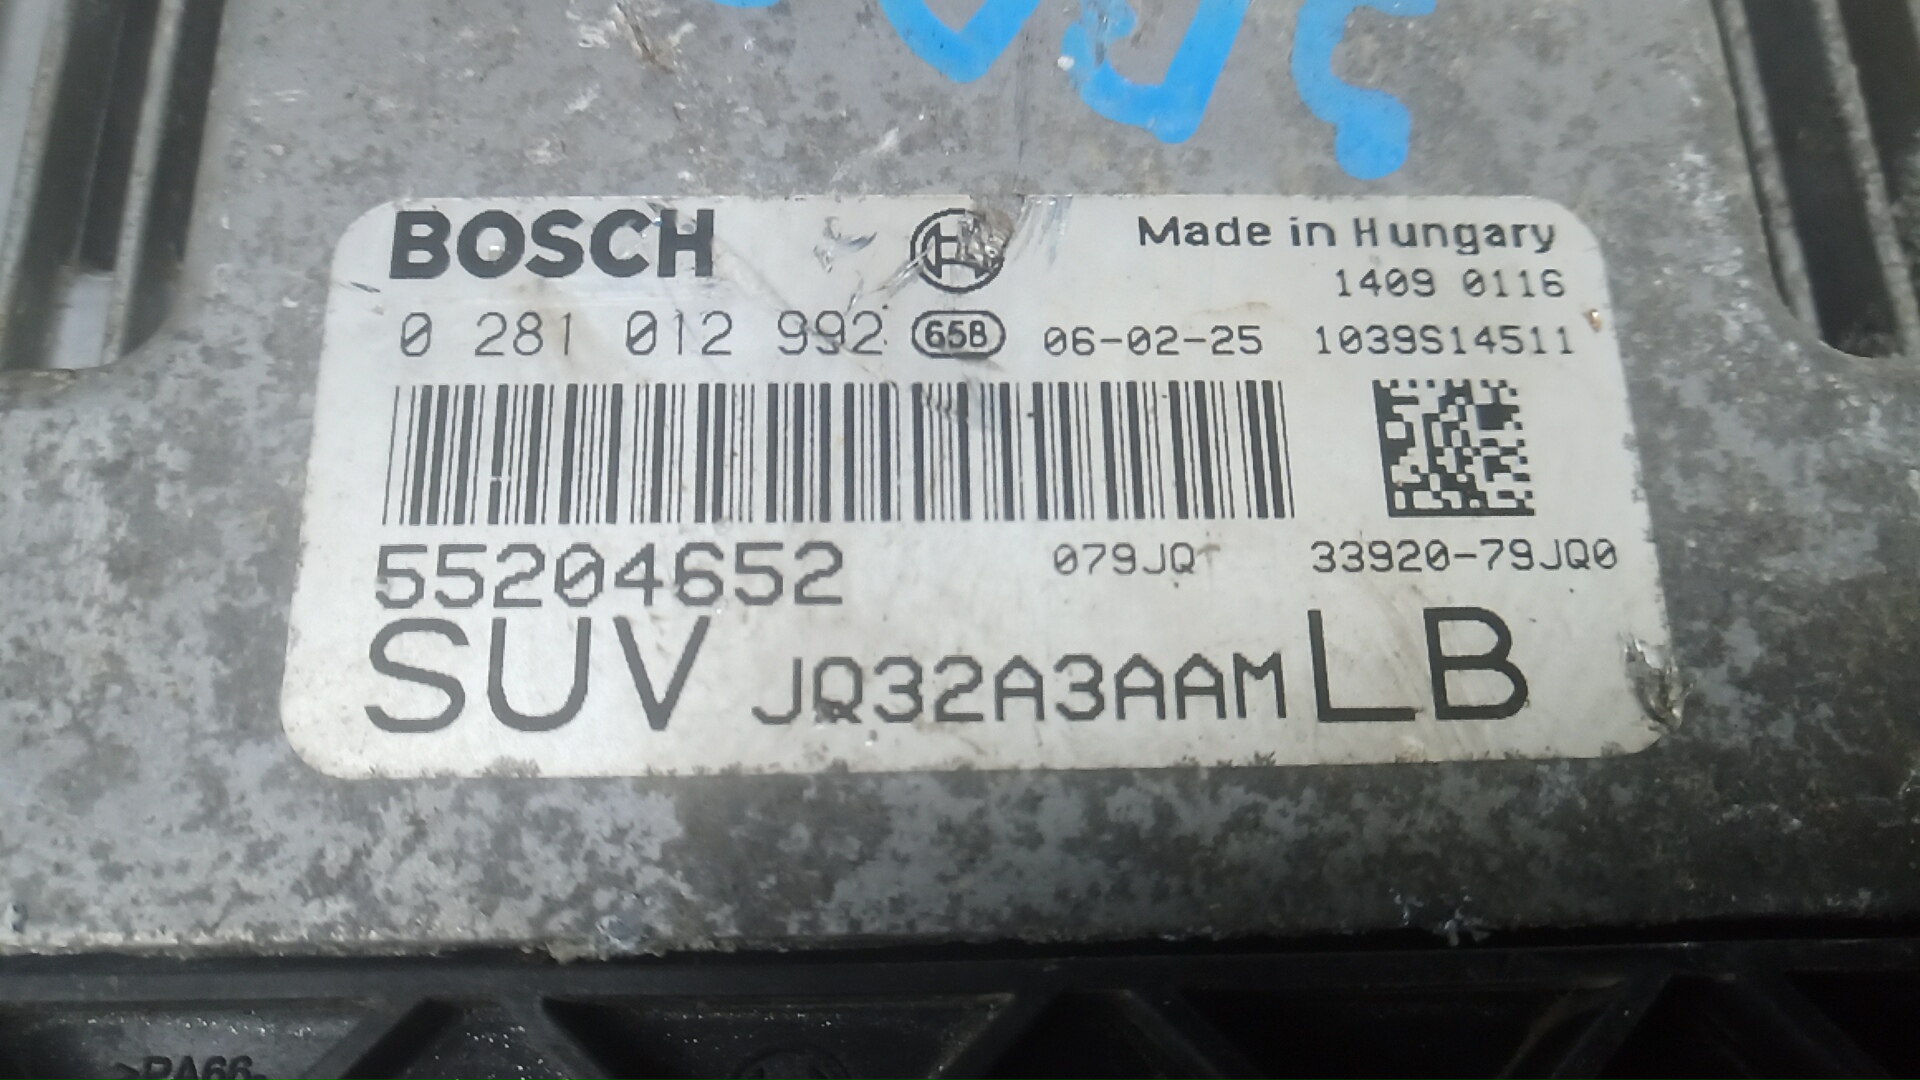 BOSCH
Made in Hungary
1409 0116
0 281 012 992 65B 06-02-25 1039S14511
55204652 079JQ 33920-79JQ0
SUV JQ32A3AAM LB
>PA66-